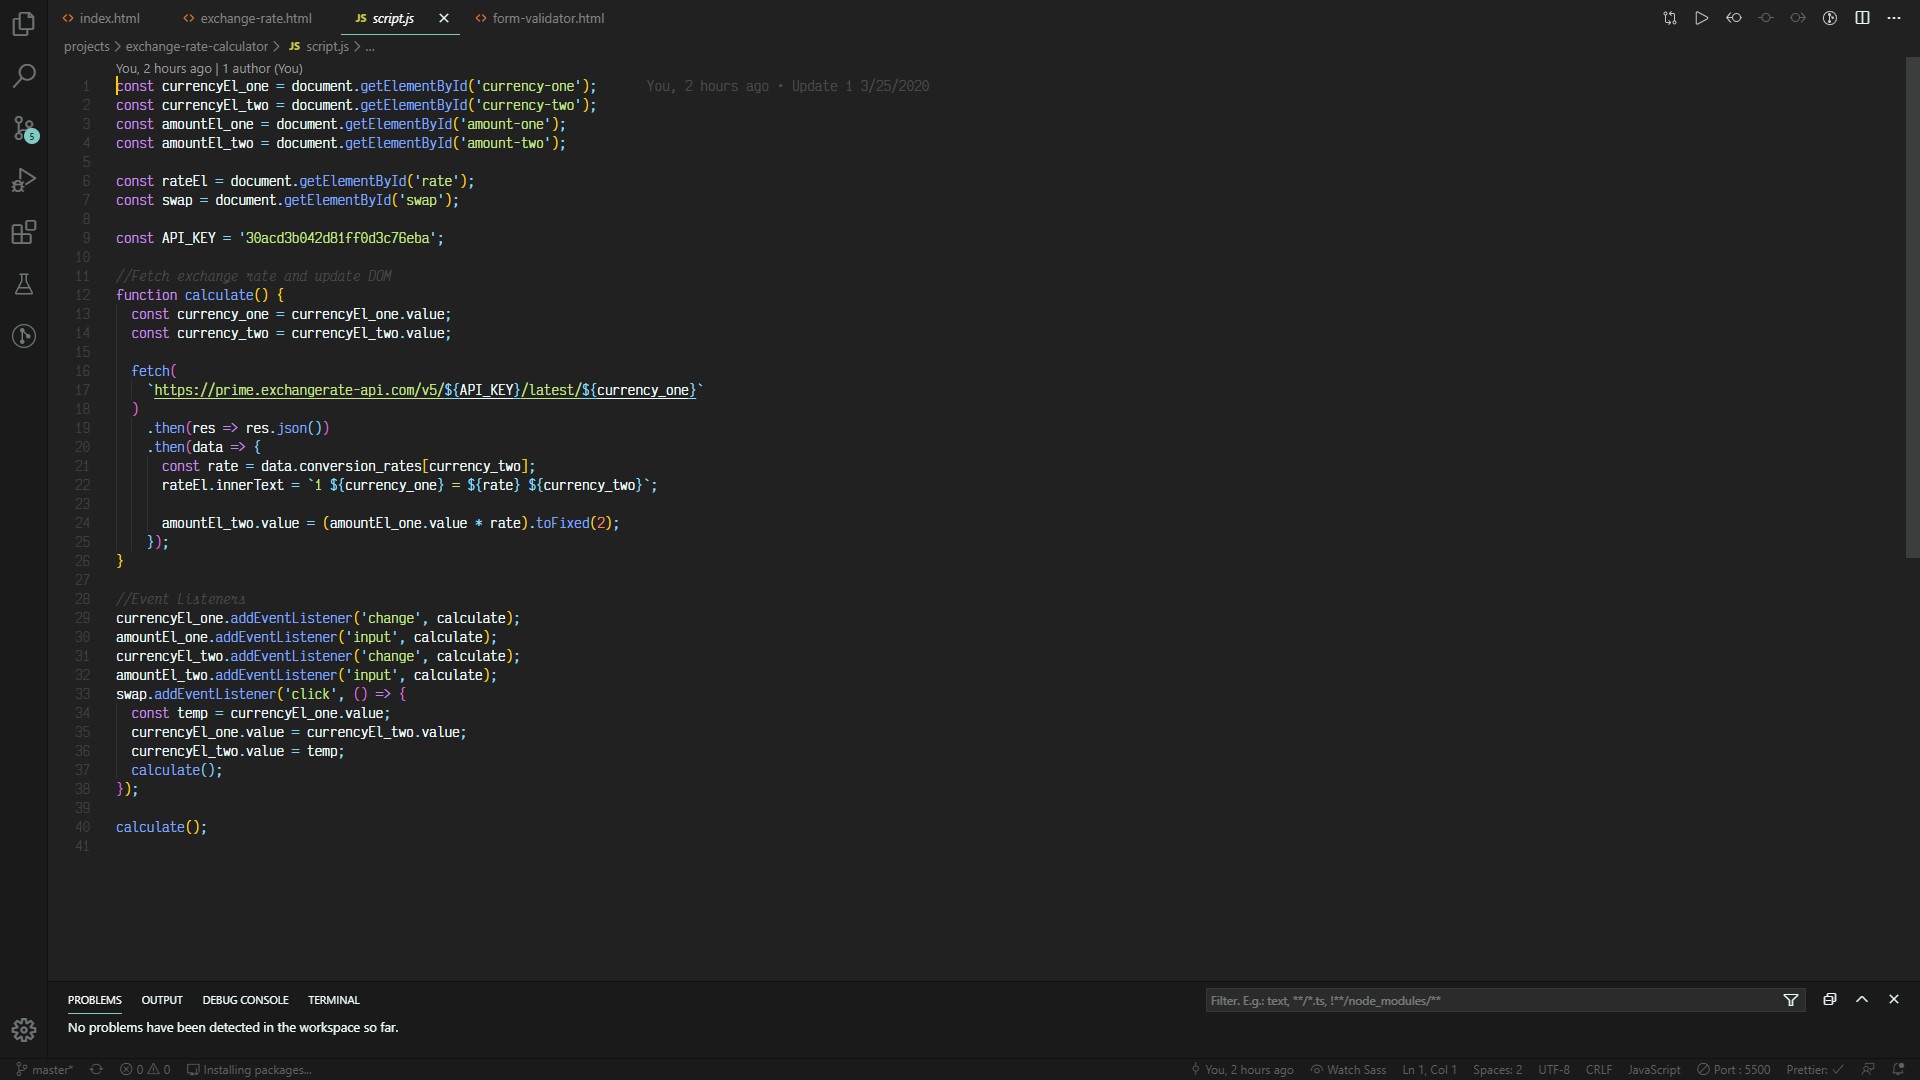 index.html
exchange-rate.html
JS script.js
form-validator.html
projects > exchange-rate-calculator > JS script.js > ...
5
You, 2 hours ago | 1 author (You)
1 const currencyEl_one = document.getElementById('currency-one'); You, 2 hours ago • Update 1 3/25/2020
2 const currencyEl_two = document.getElementById('currency-two');
3 const amountEl_one = document.getElementById('amount-one');
4 const amountEl_two = document.getElementById('amount-two');
5
6 const rateEl = document.getElementById('rate');
7 const swap = document.getElementById('swap');
8
9 const API_KEY = '30acd3b042d81ff0d3c76eba';
10
11 //Fetch exchange rate and update DOM
12 function calculate() {
13 const currency_one = currencyEl_one.value;
14 const currency_two = currencyEl_two.value;
15
16 fetch(
17 `https://prime.exchangerate-api.com/v5/${API_KEY}/latest/${currency_one}`
18 )
19 .then(res => res.json())
20 .then(data => {
21 const rate = data.conversion_rates[currency_two];
22 rateEl.innerText = `1 ${currency_one} = ${rate} ${currency_two}`;
23
24 amountEl_two.value = (amountEl_one.value * rate).toFixed(2);
25 });
26 }
27
28 //Event Listeners
29 currencyEl_one.addEventListener('change', calculate);
30 amountEl_one.addEventListener('input', calculate);
31 currencyEl_two.addEventListener('change', calculate);
32 amountEl_two.addEventListener('input', calculate);
33 swap.addEventListener('click', () => {
34 const temp = currencyEl_one.value;
35 currencyEl_one.value = currencyEl_two.value;
36 currencyEl_two.value = temp;
37 calculate();
38 });
39
40 calculate();
41
PROBLEMS OUTPUT DEBUG CONSOLE TERMINAL
Filter. E.g.: text, **/*.ts, !**/node_modules/**
No problems have been detected in the workspace so far.
master* 0 0 Installing packages... You, 2 hours ago Watch Sass Ln 1, Col 1 Spaces: 2 UTF-8 CRLF JavaScript Port : 5500 Prettier: ✓